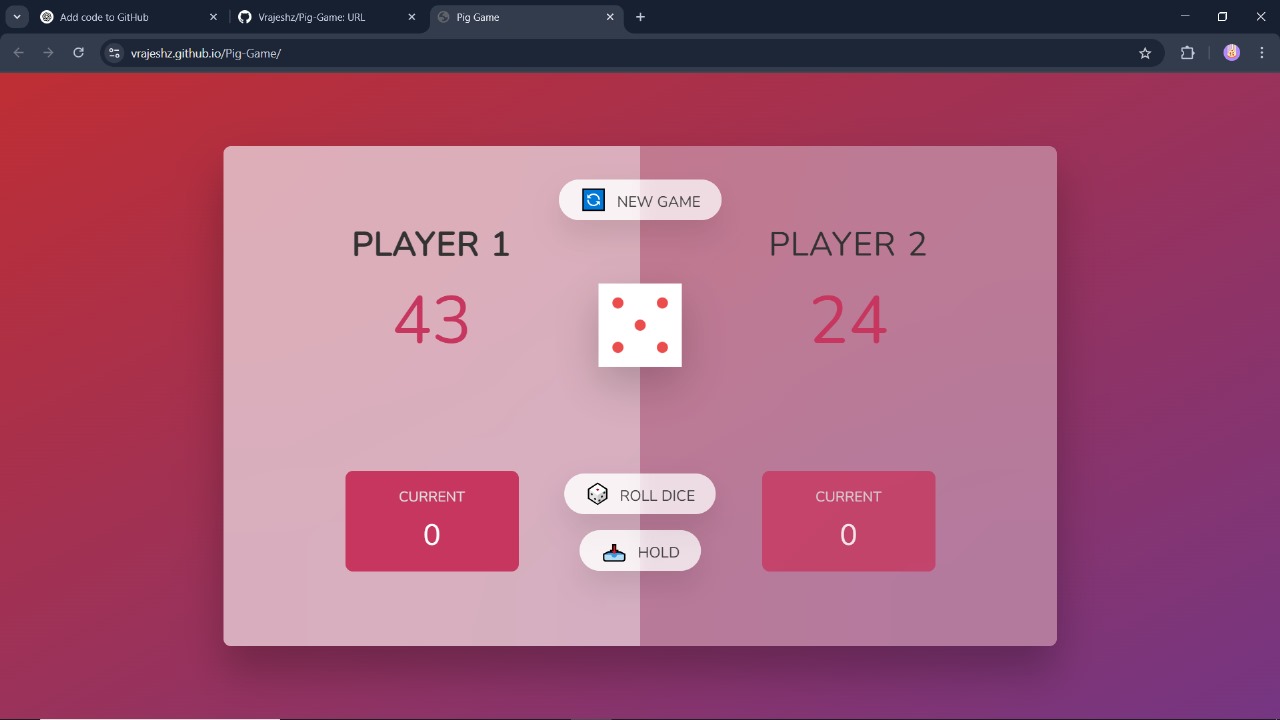 Add code to GitHub
Vrajeshz/Pig-Game: URL
Pig Game
vrajeshz.github.io/Pig-Game/
NEW GAME
PLAYER 1
PLAYER 2
43
24
CURRENT
0
ROLL DICE
HOLD
CURRENT
0